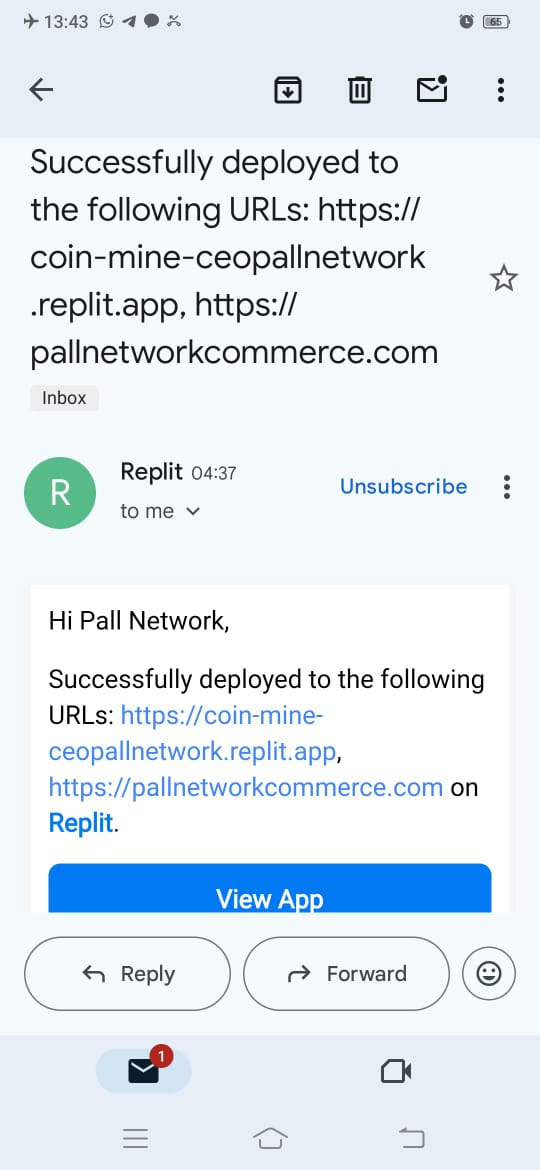 13:43
65
Successfully deployed to
the following URLs: https://
coin-mine-ceopallnetwork
.replit.app, https://
pallnetworkcommerce.com
Inbox
R
Replit 04:37
Unsubscribe
to me
Hi Pall Network,
Successfully deployed to the following
URLs: https://coin-mine-
ceopallnetwork.replit.app,
https://pallnetworkcommerce.com on
Replit.
View App
Reply
Forward
1